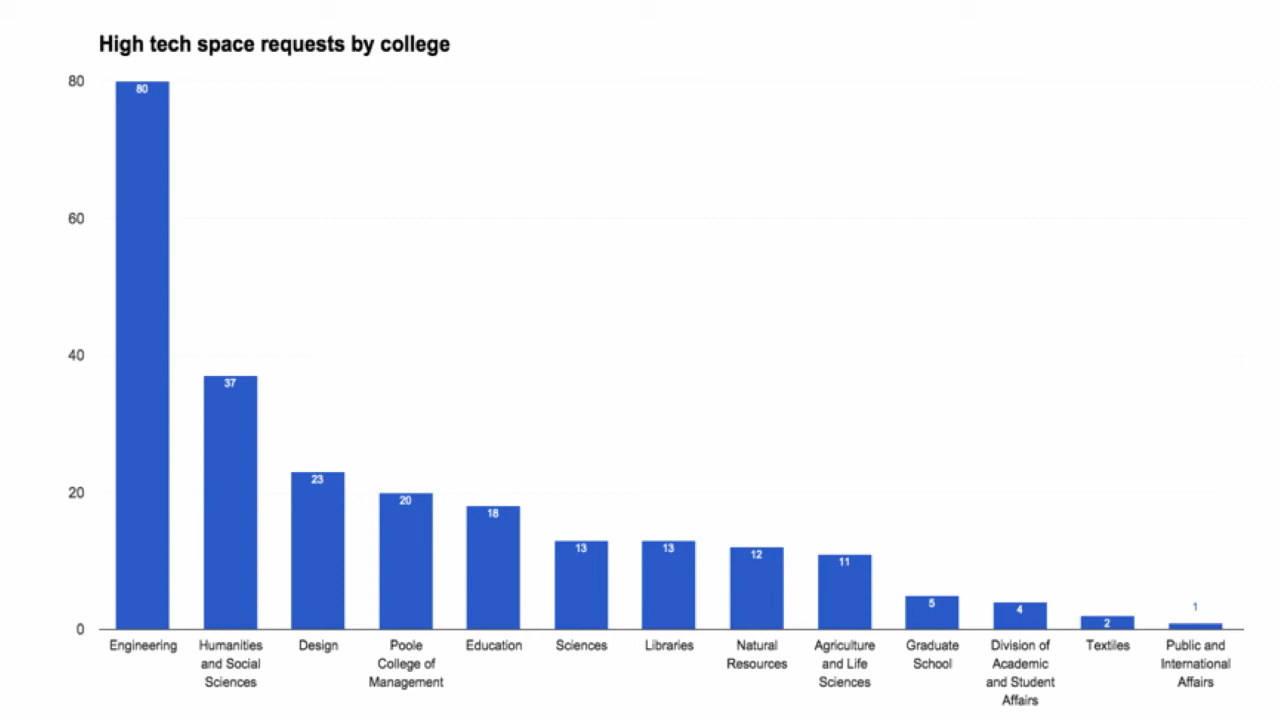 High tech space requests by college
80
60
40
20
0
80
37
23
20
18
13
13
12
11
5
4
2
1
Engineering
Humanities
and Social
Sciences
Design
Poole
College of
Management
Education
Sciences
Libraries
Natural
Resources
Agriculture
and Life
Sciences
Graduate
School
Division of
Academic
and Student
Affairs
Textiles
Public and
International
Affairs